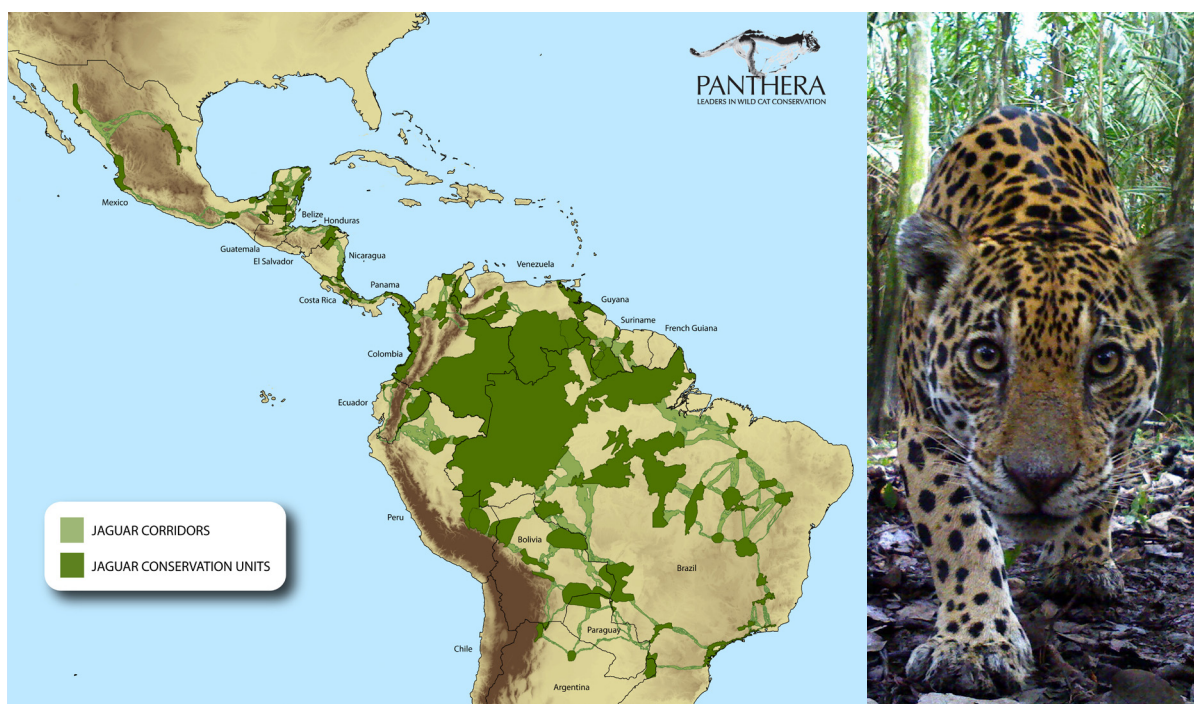 PANTHERA
LEADERS IN WILD CAT CONSERVATION
Mexico
Belize
Honduras
Guatemala
El Salvador
Nicaragua
Costa Rica
Panama
Venezuela
Guyana
Suriname
French Guiana
Colombia
Ecuador
Peru
Bolivia
Brazil
Paraguay
Chile
Argentina
JAGUAR CORRIDORS
JAGUAR CONSERVATION UNITS